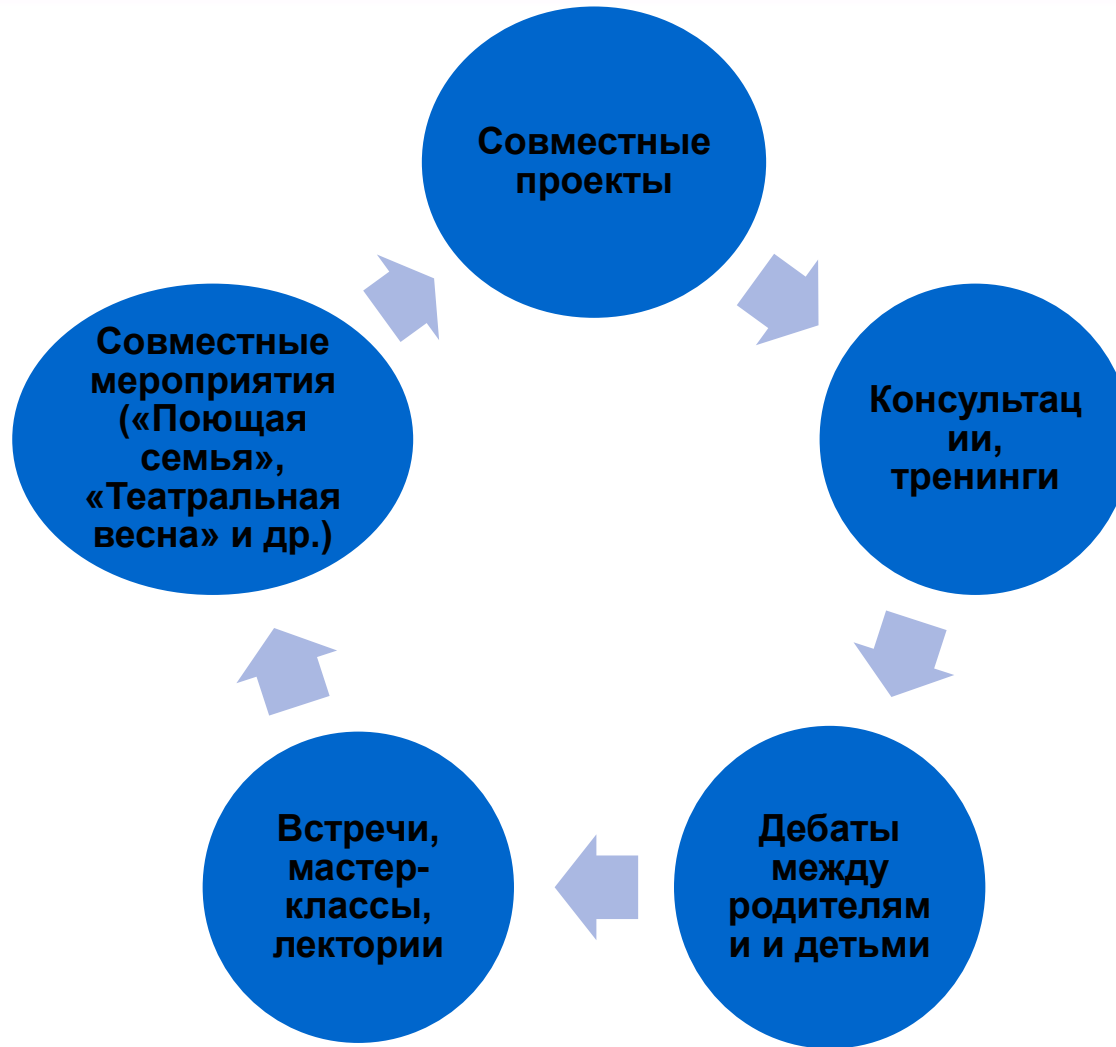 Совместные
проекты
Консультац
ии,
тренинги
Дебаты
между
родителям
и и детьми
Встречи,
мастер-
классы,
лектории
Совместные
мероприятия
(«Поющая
семья»,
«Театральная
весна» и др.)